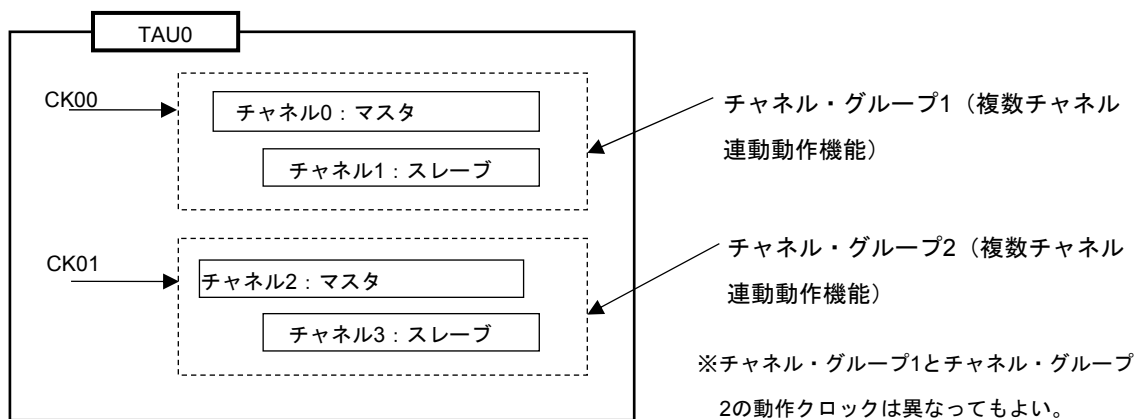 TAU0
CK00
チャネル0：マスタ
チャネル1：スレーブ
チャネル・グループ1（複数チャネル
連動動作機能）
CK01
チャネル2：マスタ
チャネル3：スレーブ
チャネル・グループ2（複数チャネル
連動動作機能）
※チャネル・グループ1とチャネル・グループ
2の動作クロックは異なってもよい。